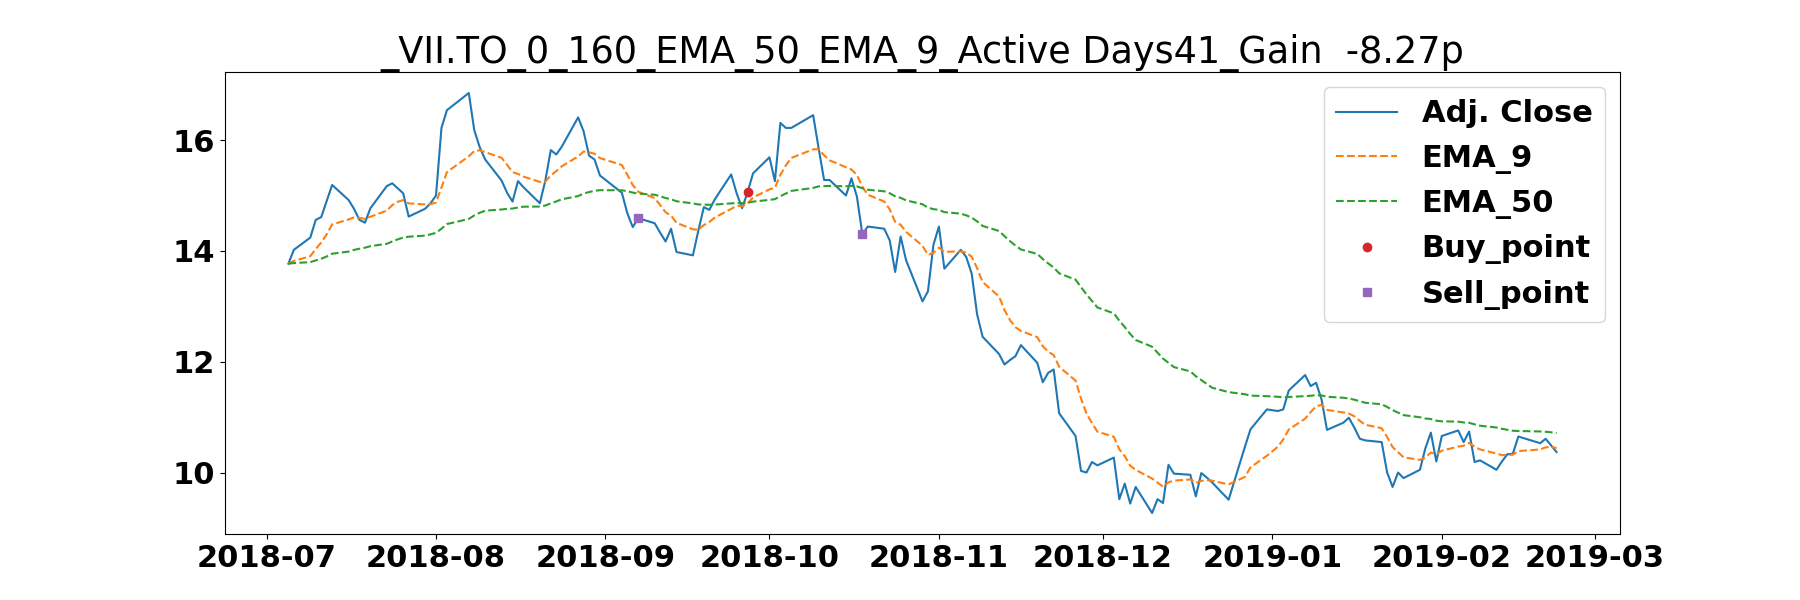 _VII.TO_0_160_EMA_50_EMA_9_Active Days41_Gain  -8.27p
16
14
12
10
Adj. Close
EMA_9
EMA_50
Buy_point
Sell_point
2018-07 2018-08 2018-09 2018-10 2018-11 2018-12 2019-01 2019-02 2019-03